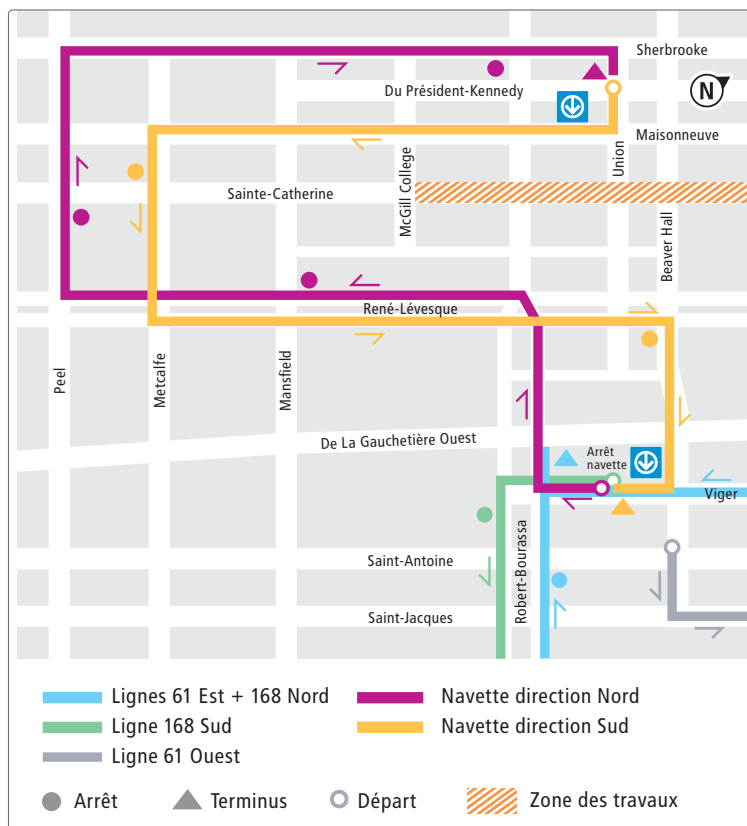 Sherbrooke
Du Président-Kennedy
N
Maisonneuve
Union
McGill College
Sainte-Catherine
Beaver Hall
René-Lévesque
Peel
Metcalfe
Mansfield
De La Gauchetière Ouest
Arrêt
navette
Viger
Robert-Bourassa
Saint-Antoine
Saint-Jacques
Lignes 61 Est + 168 Nord
Navette direction Nord
Ligne 168 Sud
Navette direction Sud
Ligne 61 Ouest
Arrêt
Terminus
Départ
Zone des travaux